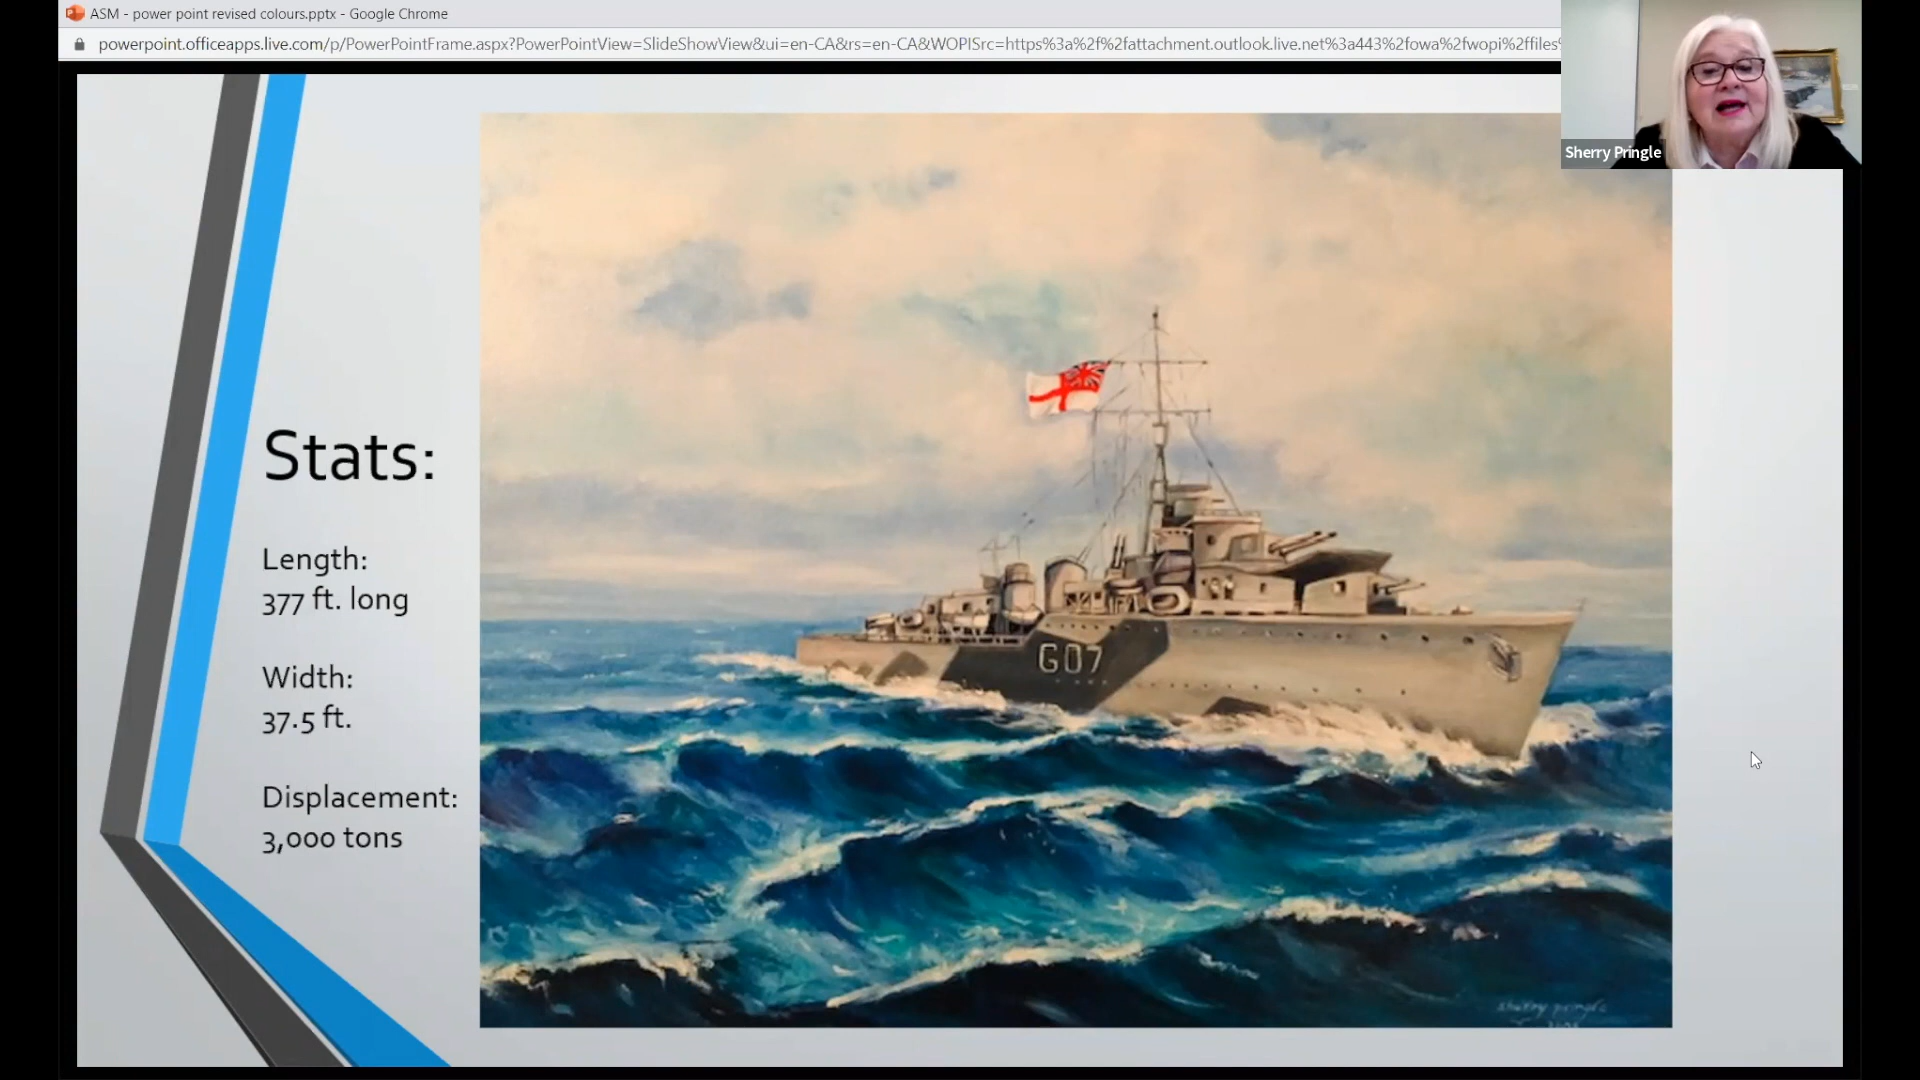 ASM - power point revised colours.pptx - Google Chrome
powerpoint.officeapps.live.com/p/PowerPointFrame.aspx?PowerPointView=SlideShowView&ui=en-CA&rs=en-CA&WOPISrc=https%3a%2f%2fattachment.outlook.live.net%3a443%2fowa%2fwopi%2ffiles%
Sherry Pringle
Stats:
Length:
377 ft. long
Width:
37.5 ft.
Displacement:
3,000 tons
G07
Sherry Pringle